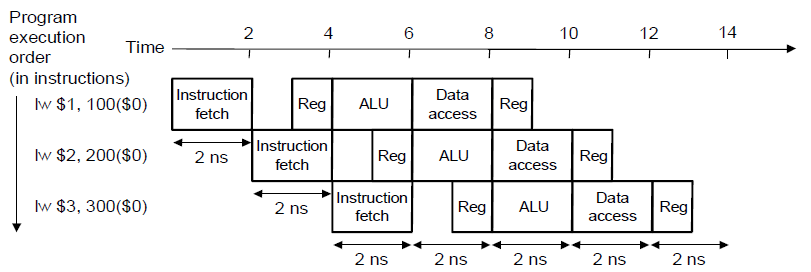 Program
execution
order
(in instructions)
Time
2 4 6 8 10 12 14
lw $1, 100($0)
Instruction
fetch
Reg
ALU
Data
access
Reg
lw $2, 200($0)
2 ns
Instruction
fetch
Reg
ALU
Data
access
Reg
lw $3, 300($0)
2 ns
Instruction
fetch
Reg
ALU
Data
access
Reg
2 ns 2 ns 2 ns 2 ns 2 ns